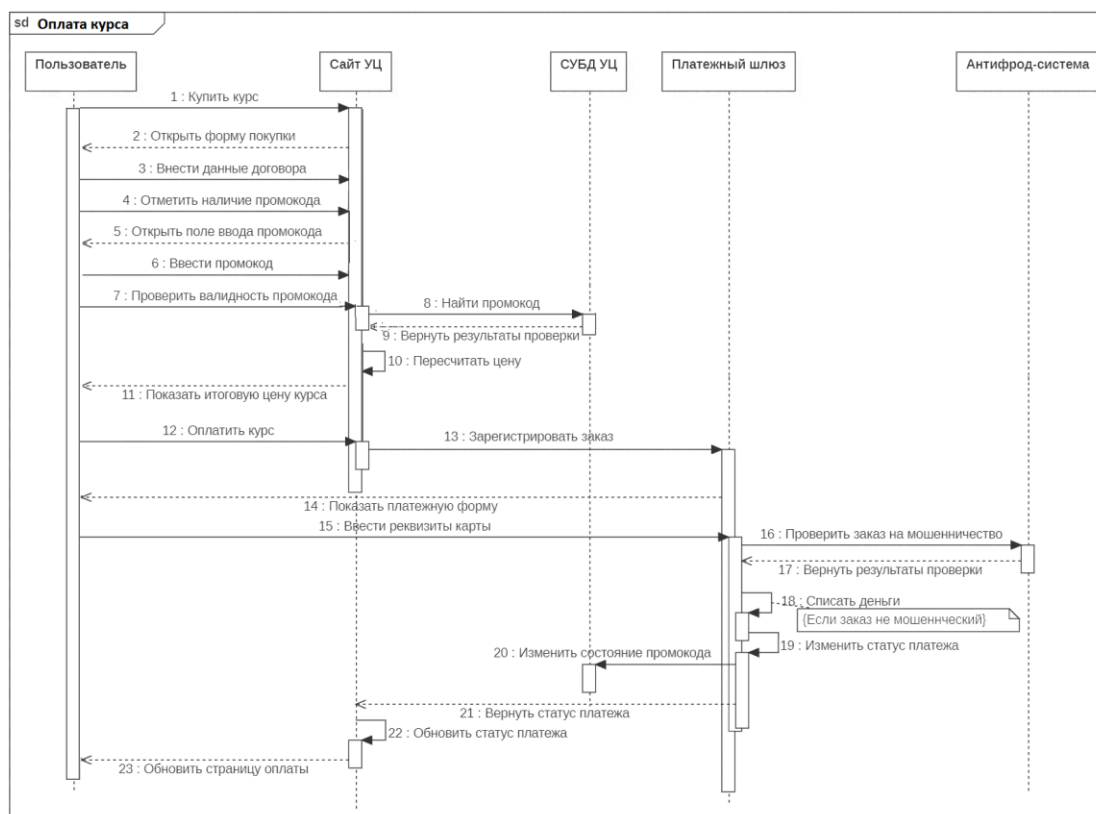 sd Оплата курса
Пользователь
Сайт УЦ
СУБД УЦ
Платежный шлюз
Антифрод-система
1 : Купить курс
2 : Открыть форму покупки
3 : Внести данные договора
4 : Отметить наличие промокода
5 : Открыть поле ввода промокода
6 : Ввести промокод
7 : Проверить валидность промокода
8 : Найти промокод
9 : Вернуть результаты проверки
10 : Пересчитать цену
11 : Показать итоговую цену курса
12 : Оплатить курс
13 : Зарегистрировать заказ
14 : Показать платежную форму
15 : Ввести реквизиты карты
16 : Проверить заказ на мошенничество
17 : Вернуть результаты проверки
18 : Списать деньги
{Если заказ не мошеннческий}
19 : Изменить статус платежа
20 : Изменить состояние промокода
21 : Вернуть статус платежа
22 : Обновить статус платежа
23 : Обновить страницу оплаты